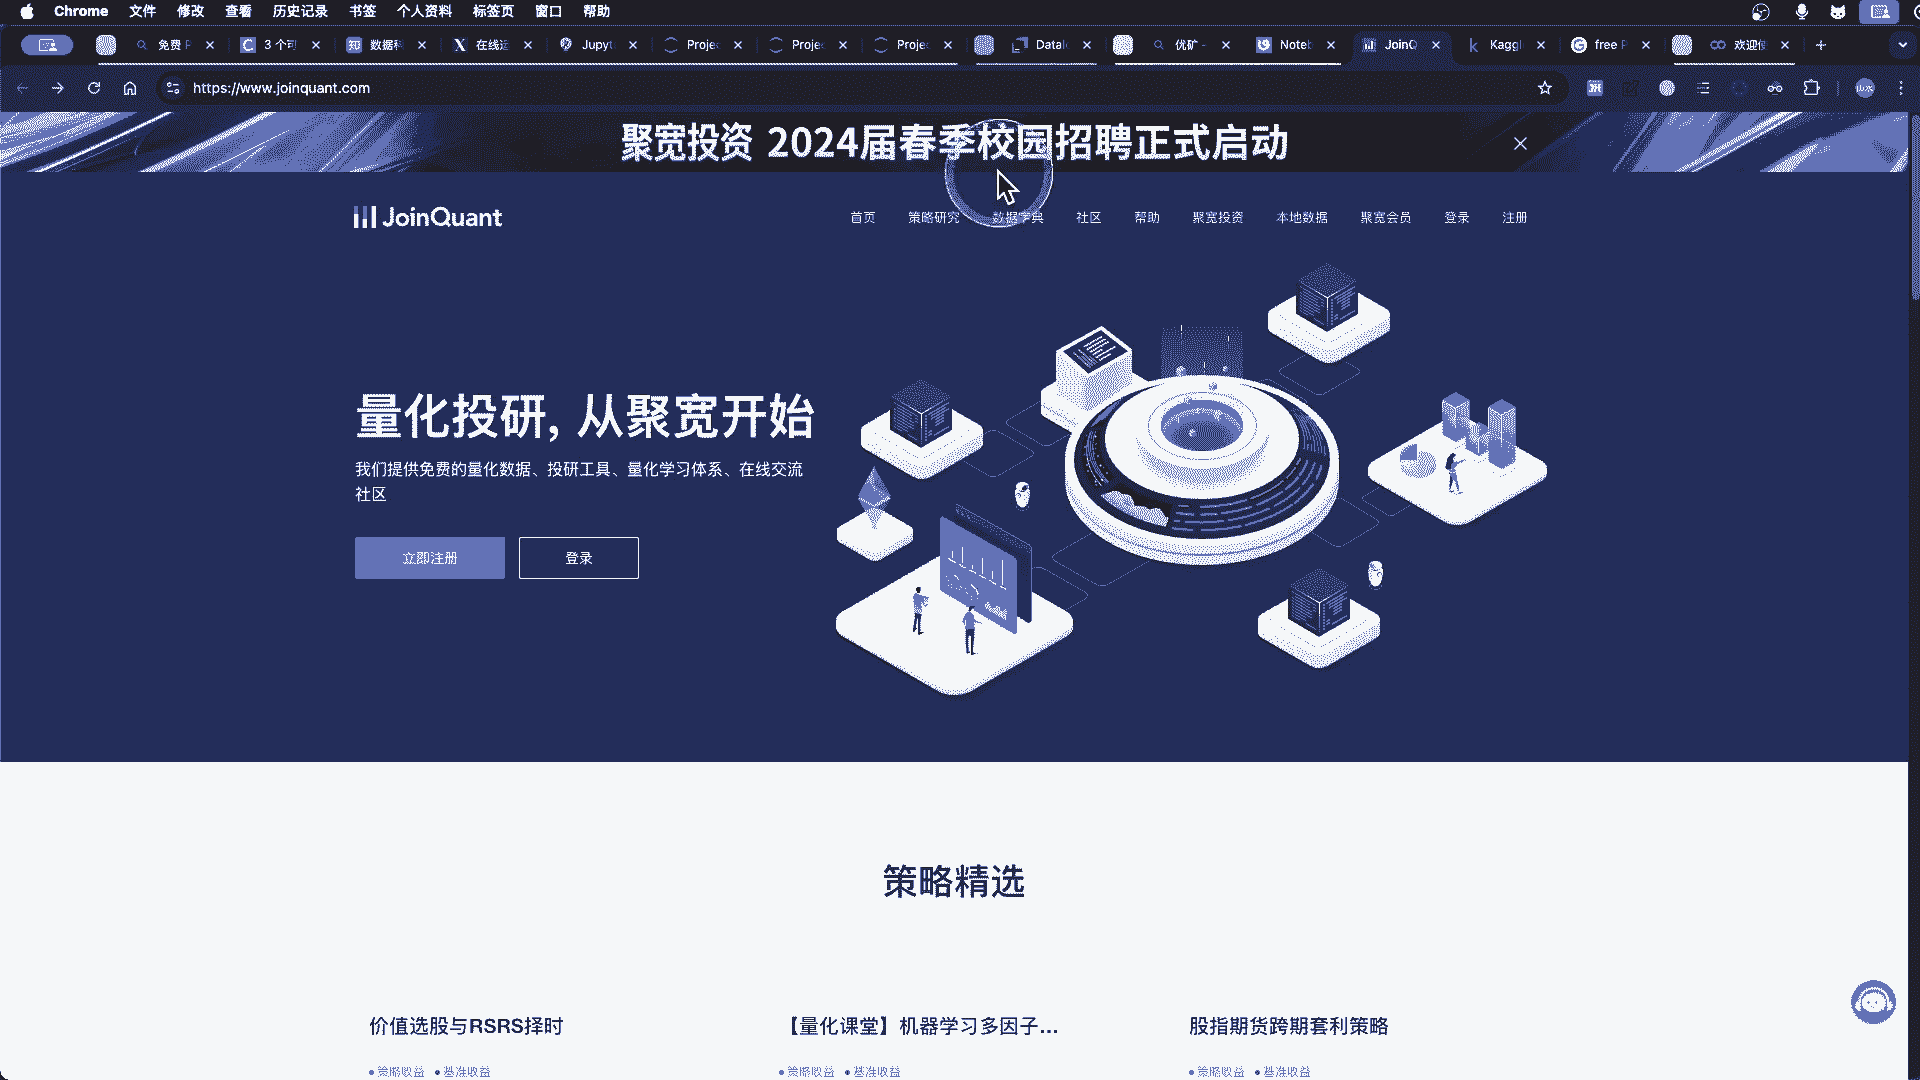 Chrome 文件 修改 查看 历史记录 书签 个人资料 标签页 窗口 帮助
免费 P 3 个可 数据科 在线运 Jupyt Projec Projec Projec Datal 优矿 - Noteb JoinQ Kaggl free P 欢迎使
https://www.joinquant.com
聚宽投资 2024届春季校园招聘正式启动
JoinQuant
首页 策略研究 数据字典 社区 帮助 聚宽投资 本地数据 聚宽会员 登录 注册
量化投研, 从聚宽开始
我们提供免费的量化数据、投研工具、量化学习体系、在线交流
社区
立即注册 登录
策略精选
价值选股与RSRS择时 【量化课堂】机器学习多因子... 股指期货跨期套利策略
策略收益 基准收益 策略收益 基准收益 策略收益 基准收益